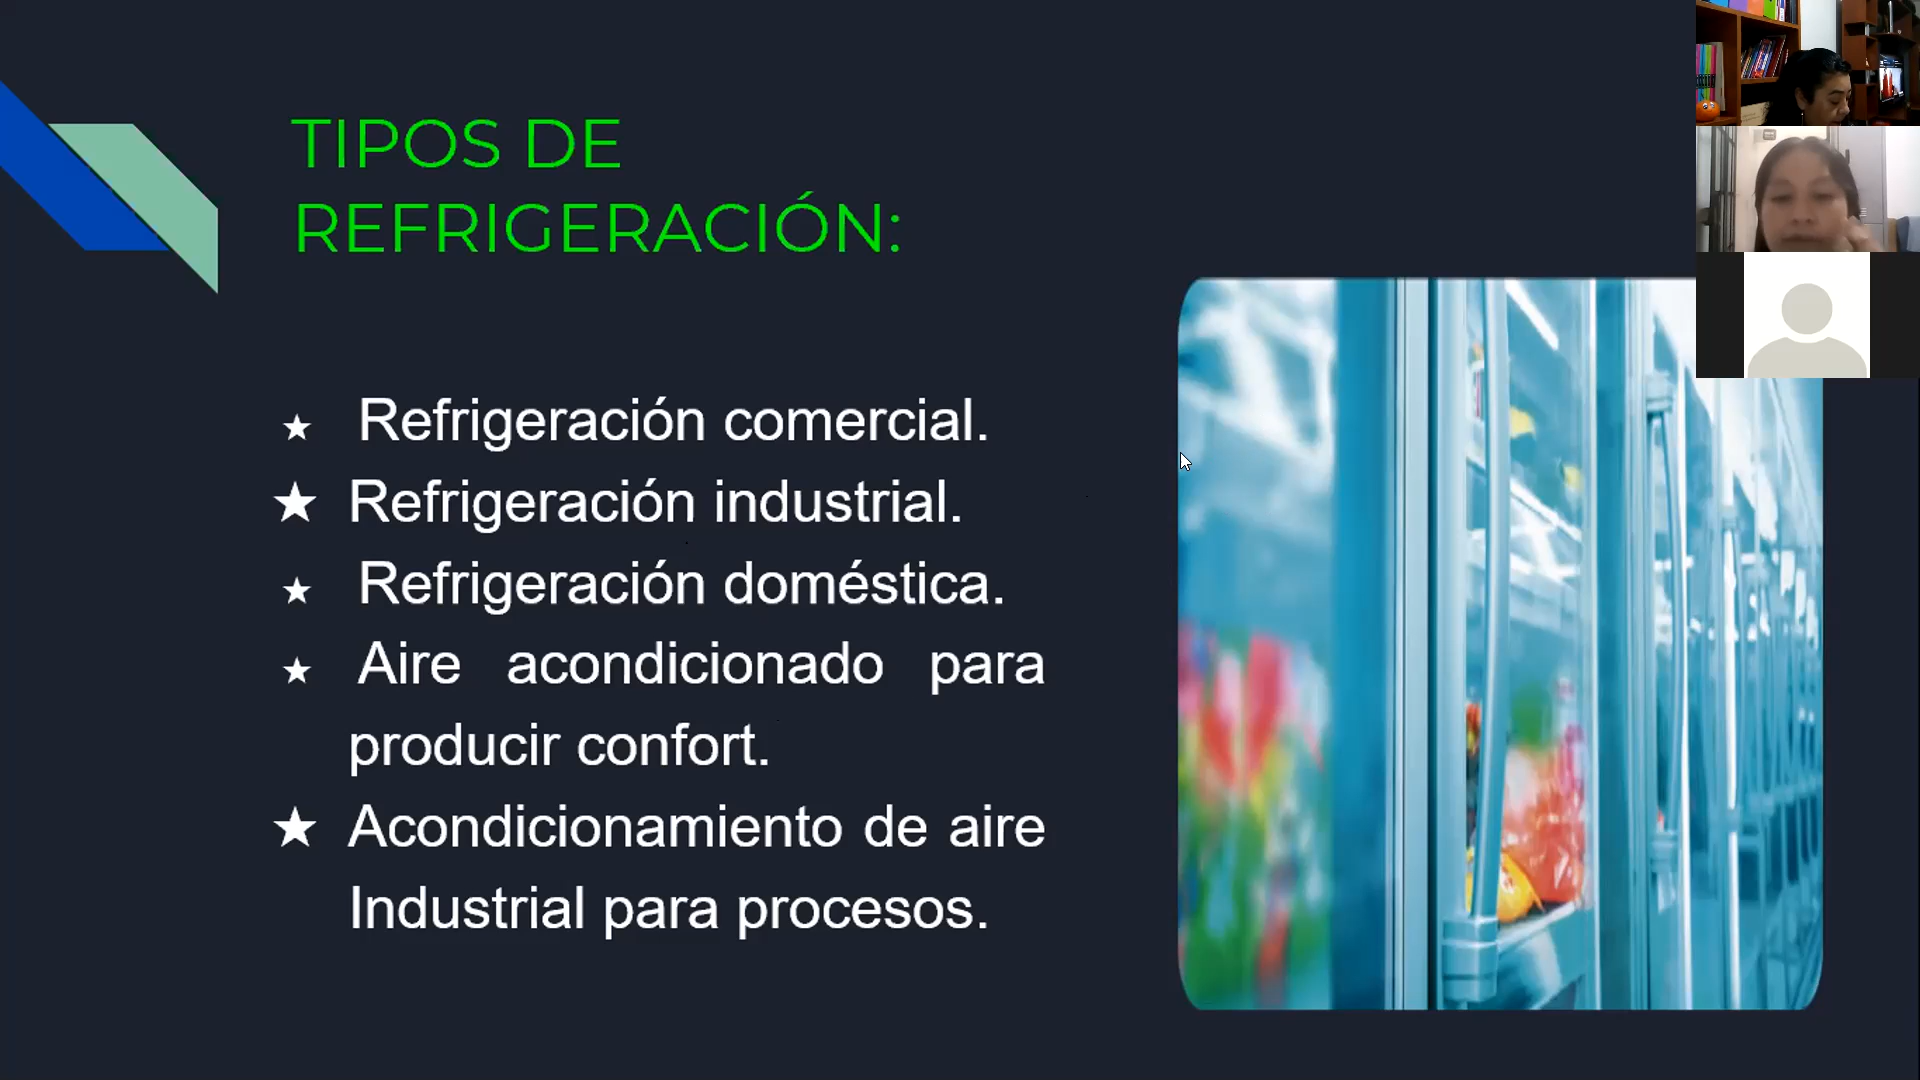 TIPOS DE
REFRIGERACIÓN:
★ Refrigeración comercial.
★ Refrigeración industrial.
★ Refrigeración doméstica.
★ Aire acondicionado para
producir confort.
★ Acondicionamiento de aire
Industrial para procesos.